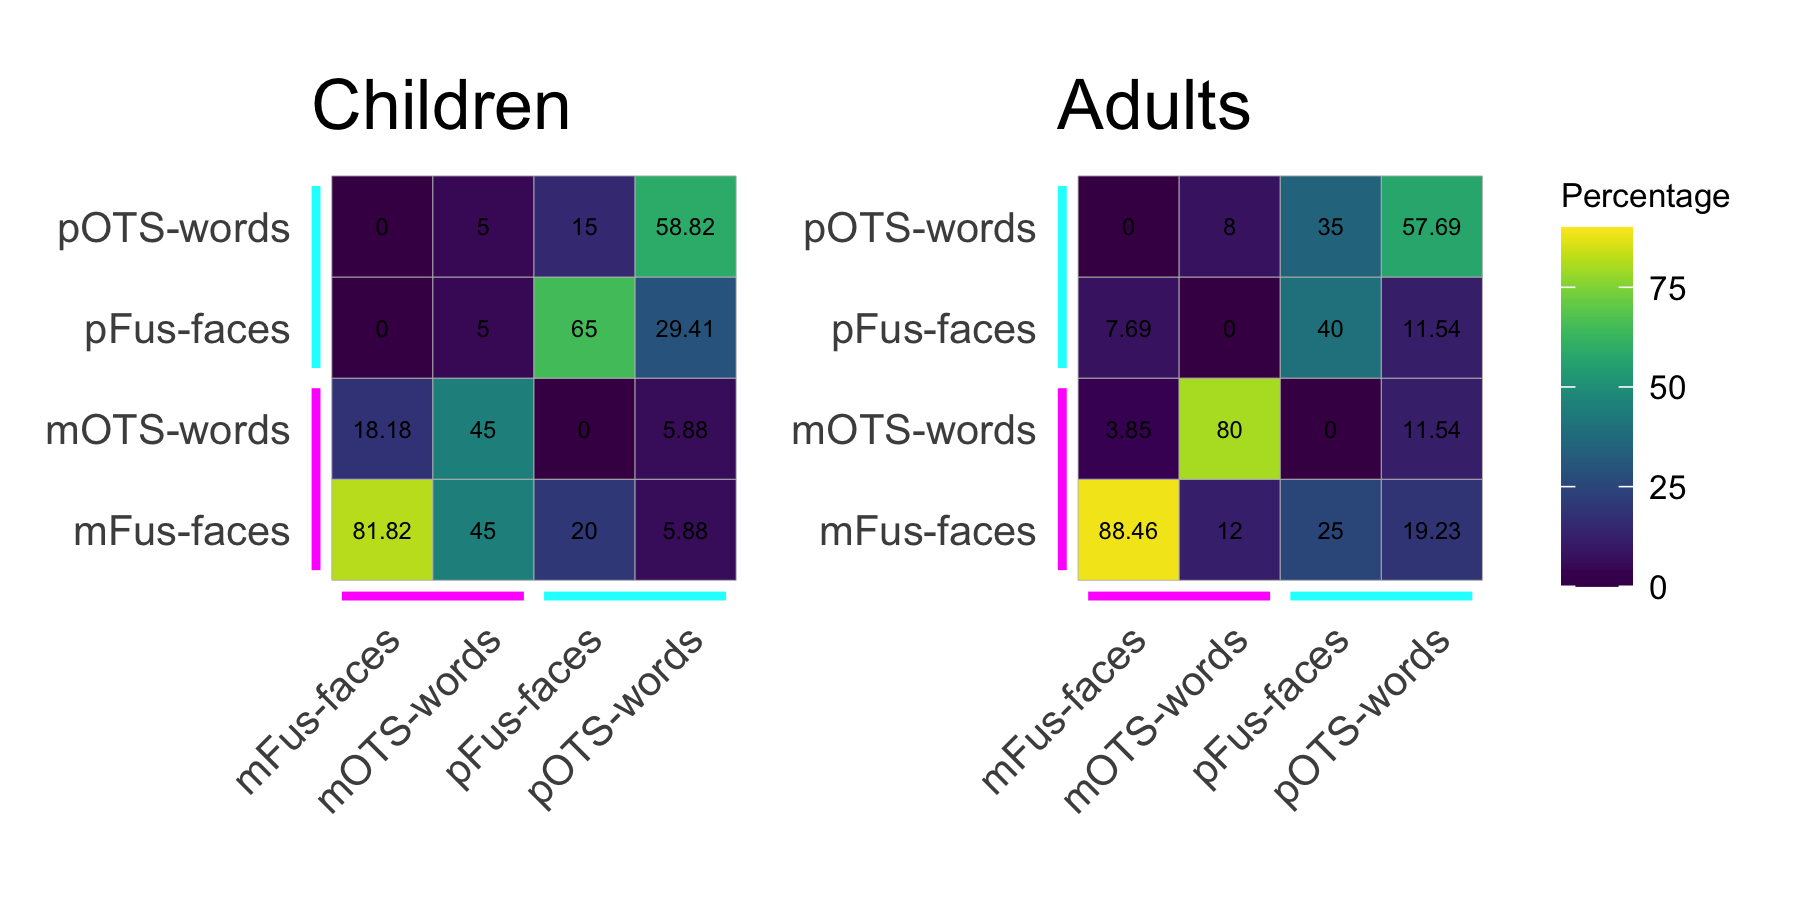 Children
pOTS-words
0 5 15 58.82
pFus-faces
0 5 65 29.41
mOTS-words
18.18 45 0 5.88
mFus-faces
81.82 45 20 5.88
mFus-faces
mOTS-words
pFus-faces
pOTS-words
Adults
pOTS-words
0 8 35 57.69
pFus-faces
7.69 0 40 11.54
mOTS-words
3.85 80 0 11.54
mFus-faces
88.46 12 25 19.23
mFus-faces
mOTS-words
pFus-faces
pOTS-words
Percentage
75
50
25
0